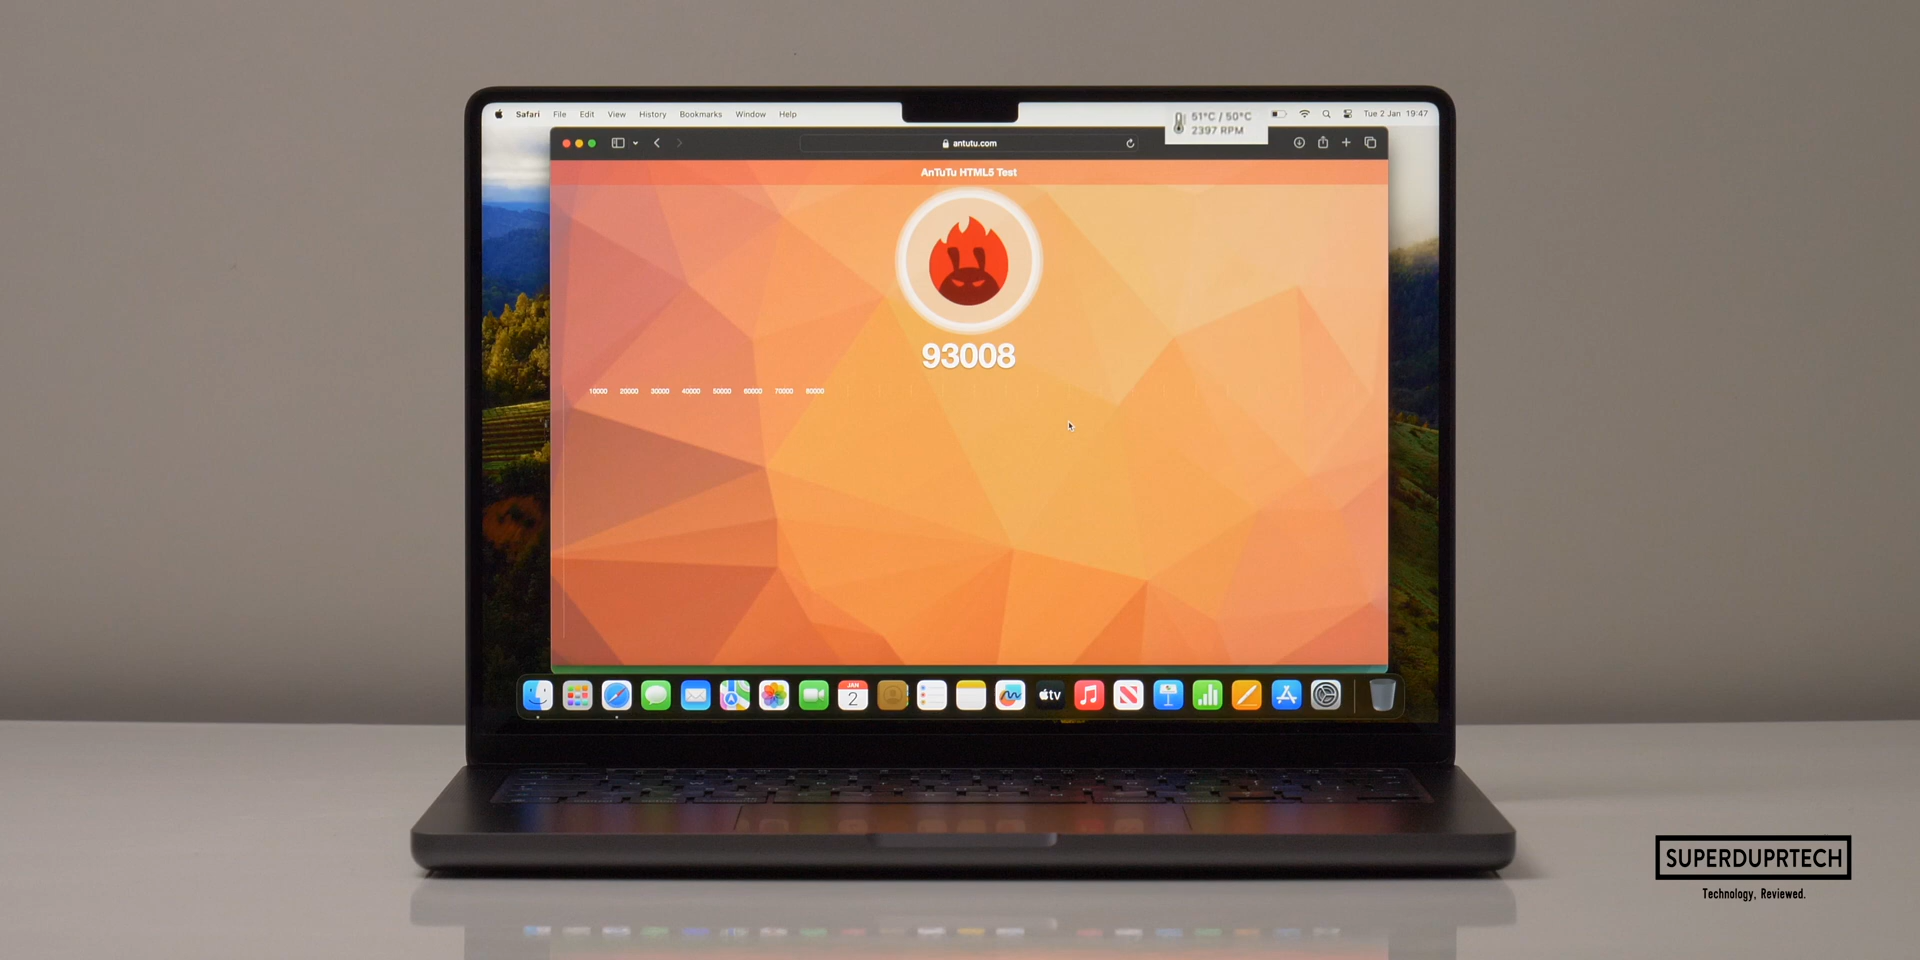 Safari File Edit View History Bookmarks Window Help
51°C / 50°C
2397 RPM
Tue 2 Jan 19:47
antutu.com
AnTuTu HTML5 Test
93008
10000 20000 30000 40000 50000 60000 70000 80000
JAN
2
tv
SUPERDUPRTECH
Technology, Reviewed.